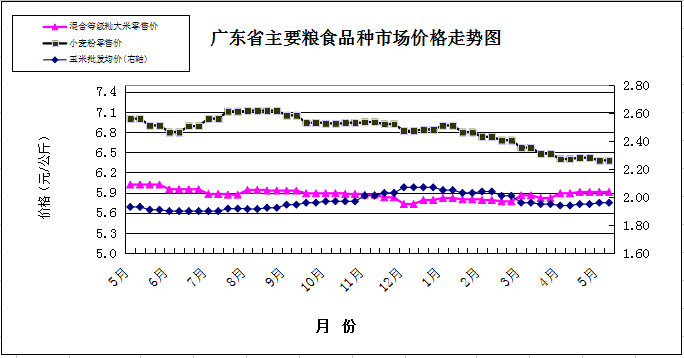 混合等级籼大米零售价
小麦粉零售价
玉米批发均价(右轴)
广东省主要粮食品种市场价格走势图
价格(元/公斤)
7.4
7.1
6.8
6.5
6.2
5.9
5.6
5.3
5.0
2.80
2.60
2.40
2.20
2.00
1.80
1.60
5月
6月
7月
8月
9月
10月
11月
12月
1月
2月
3月
4月
5月
月 份